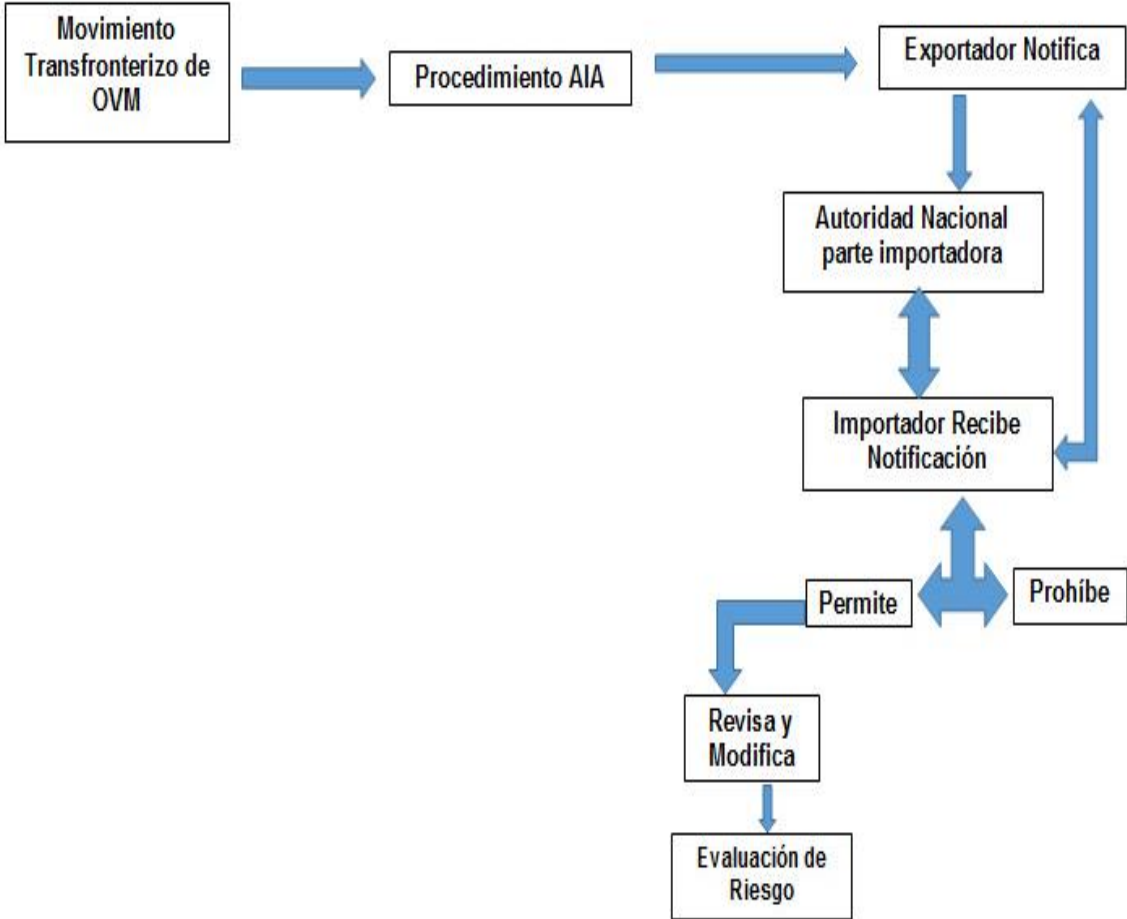 Movimiento
Transfronterizo de
OVM
Procedimiento AIA
Exportador Notifica
Autoridad Nacional
parte importadora
Importador Recibe
Notificación
Permite
Prohíbe
Revisa y
Modifica
Evaluación de
Riesgo